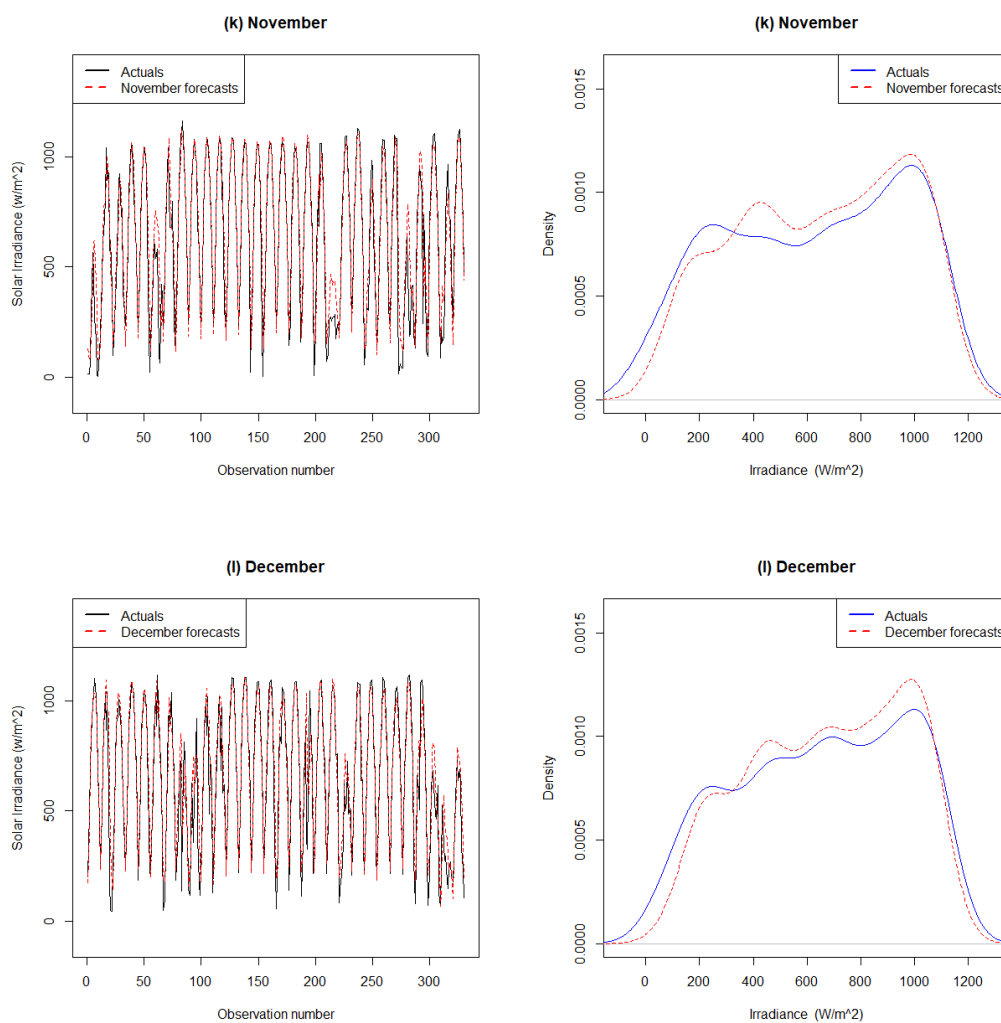 (k) November
Actuals
November forecasts
Solar Irradiance (w/m^2)
0
500
1000
0 50 100 150 200 250 300
Observation number
(k) November
Actuals
November forecasts
Density
0.0000
0.0005
0.0010
0.0015
0 200 400 600 800 1000 1200
Irradiance (W/m^2)
(l) December
Actuals
December forecasts
Solar Irradiance (w/m^2)
0
500
1000
0 50 100 150 200 250 300
Observation number
(l) December
Actuals
December forecasts
Density
0.0000
0.0005
0.0010
0.0015
0 200 400 600 800 1000 1200
Irradiance (W/m^2)